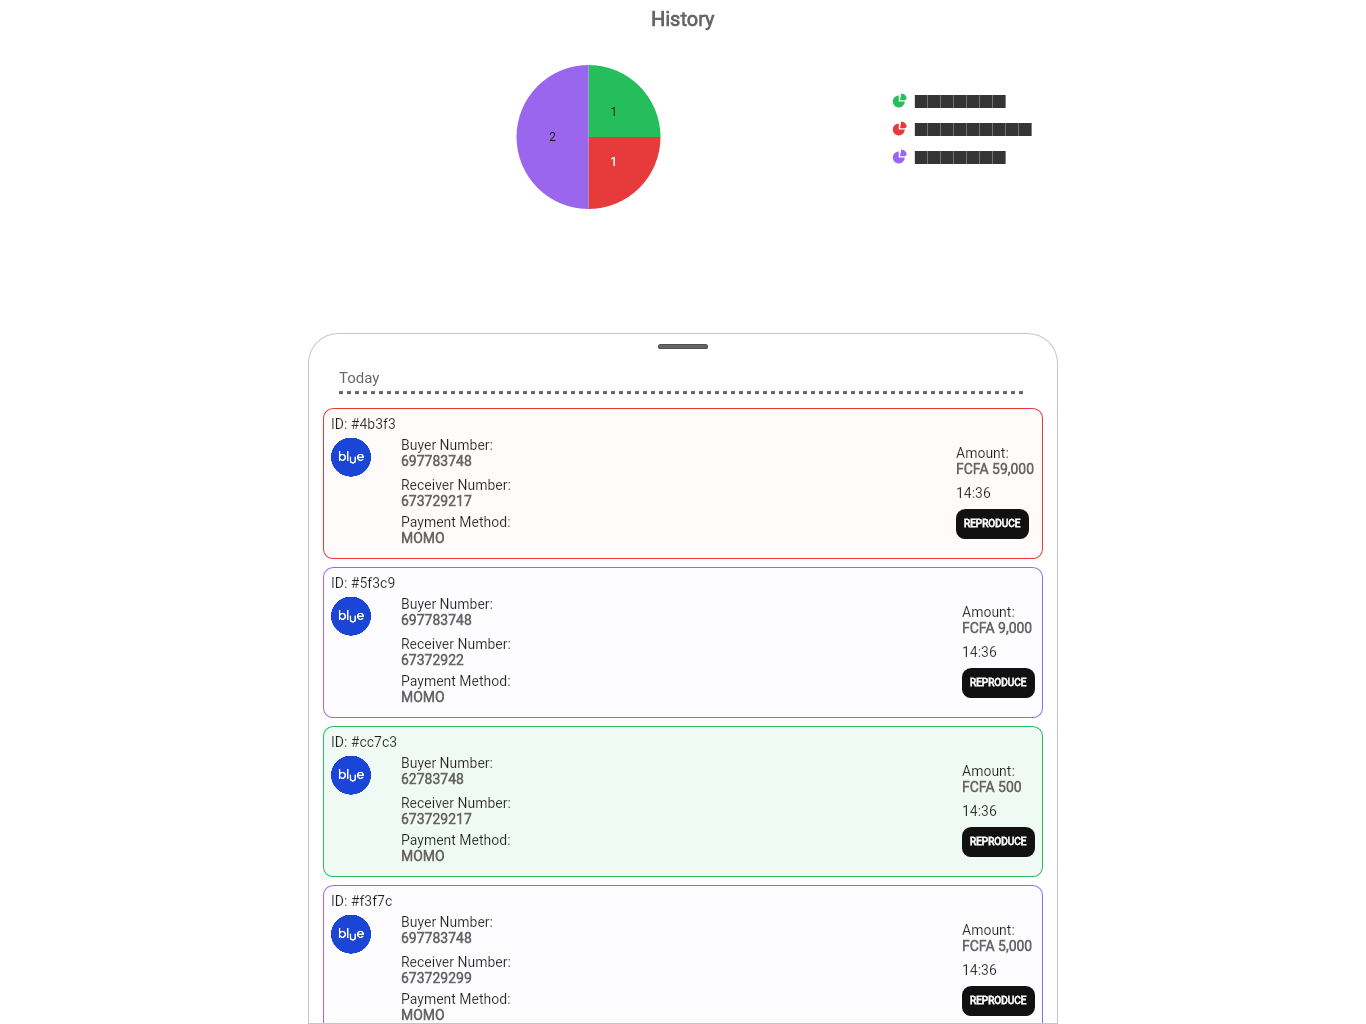 History
1
2
1
Today
ID: #4b3f3
blue
Buyer Number:
697783748
Receiver Number:
673729217
Payment Method:
MOMO
Amount:
FCFA 59,000
14:36
REPRODUCE
ID: #5f3c9
blue
Buyer Number:
697783748
Receiver Number:
67372922
Payment Method:
MOMO
Amount:
FCFA 9,000
14:36
REPRODUCE
ID: #cc7c3
blue
Buyer Number:
62783748
Receiver Number:
673729217
Payment Method:
MOMO
Amount:
FCFA 500
14:36
REPRODUCE
ID: #f3f7c
blue
Buyer Number:
697783748
Receiver Number:
673729299
Payment Method:
MOMO
Amount:
FCFA 5,000
14:36
REPRODUCE